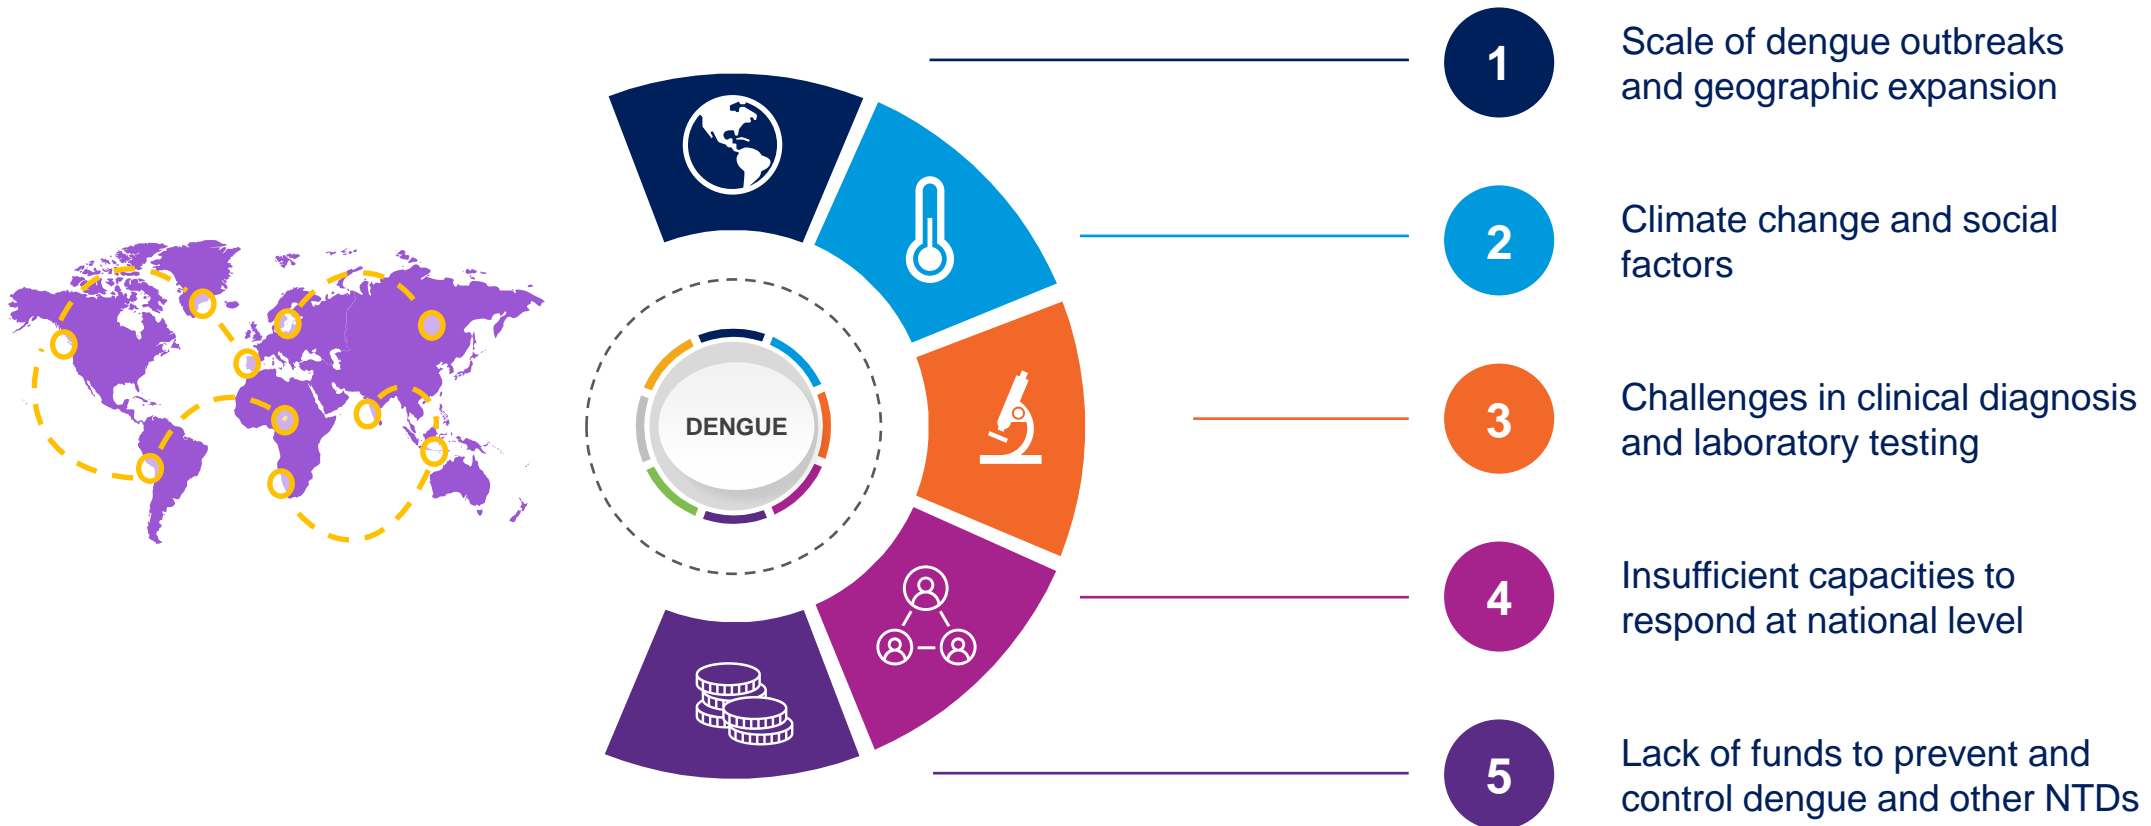 1
Scale of dengue outbreaks
and geographic expansion
2
Climate change and social
factors
DENGUE
3
Challenges in clinical diagnosis
and laboratory testing
4
Insufficient capacities to
respond at national level
5
Lack of funds to prevent and
control dengue and other NTDs